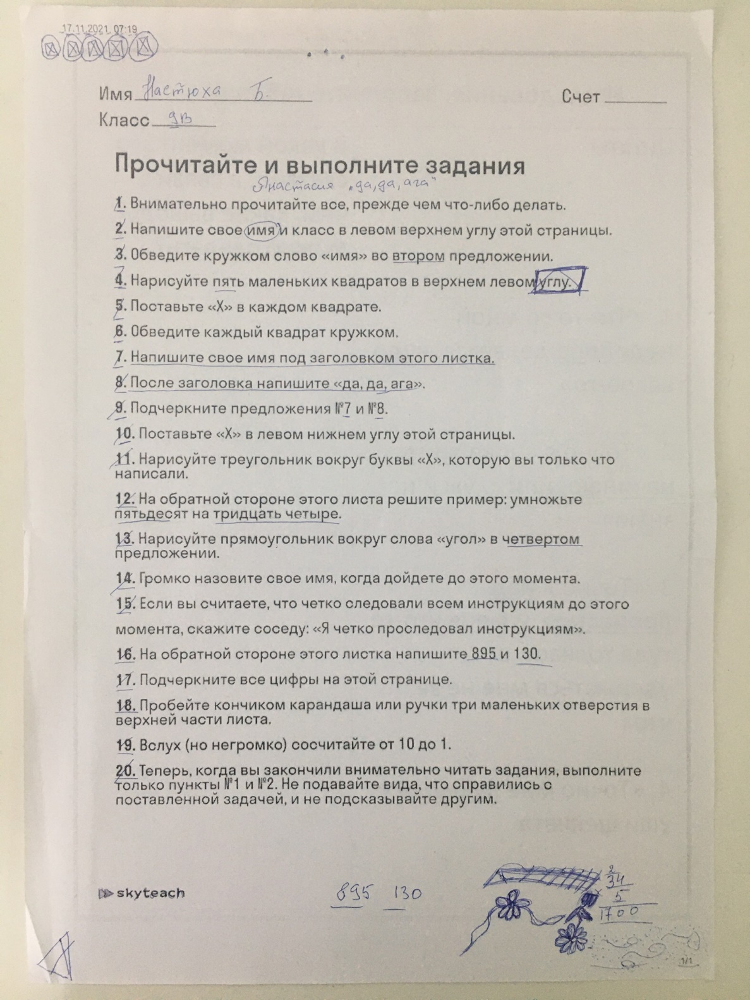 17.11.2021, 07:19
Имя Настюха Б. Счет
Класс 9В
Прочитайте и выполните задания
Анастасия „да, да, ага"
1. Внимательно прочитайте все, прежде чем что-либо делать.
2. Напишите свое имя и класс в левом верхнем углу этой страницы.
3. Обведите кружком слово «имя» во втором предложении.
4. Нарисуйте пять маленьких квадратов в верхнем левом углу.
5. Поставьте «Х» в каждом квадрате.
6. Обведите каждый квадрат кружком.
7. Напишите свое имя под заголовком этого листка.
8. После заголовка напишите «да, да, ага».
9. Подчеркните предложения №7 и №8.
10. Поставьте «Х» в левом нижнем углу этой страницы.
11. Нарисуйте треугольник вокруг буквы «Х», которую вы только что
написали.
12. На обратной стороне этого листа решите пример: умножьте
пятьдесят на тридцать четыре.
13. Нарисуйте прямоугольник вокруг слова «угол» в четвертом
предложении.
14. Громко назовите свое имя, когда дойдете до этого момента.
15. Если вы считаете, что четко следовали всем инструкциям до этого
момента, скажите соседу: «Я четко проследовал инструкциям».
16. На обратной стороне этого листка напишите 895 и 130.
17. Подчеркните все цифры на этой странице.
18. Пробейте кончиком карандаша или ручки три маленьких отверстия в
верхней части листа.
19. Вслух (но негромко) сосчитайте от 10 до 1.
20. Теперь, когда вы закончили внимательно читать задания, выполните
только пункты №1 и №2. Не подавайте вида, что справились с
поставленной задачей, и не подсказывайте другим.
2
34
× 5
1700
skyteach 895 130
1/1